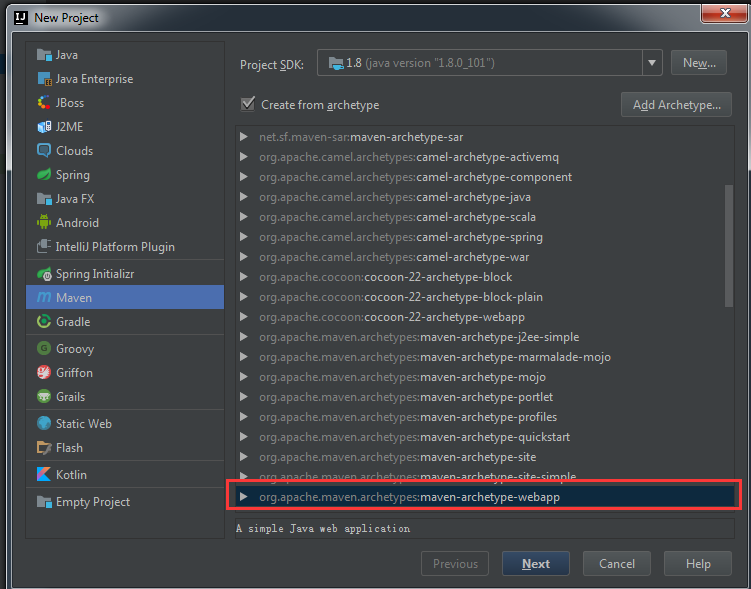 New Project
Java
Java Enterprise
JBoss
J2ME
Clouds
Spring
Java FX
Android
IntelliJ Platform Plugin
Spring Initializr
Maven
Gradle
Groovy
Griffon
Grails
Static Web
Flash
Kotlin
Empty Project
Project SDK: 1.8 (java version "1.8.0_101") New...
Create from archetype Add Archetype...
net.sf.maven-sar:maven-archetype-sar
org.apache.camel.archetypes:camel-archetype-activemq
org.apache.camel.archetypes:camel-archetype-component
org.apache.camel.archetypes:camel-archetype-java
org.apache.camel.archetypes:camel-archetype-scala
org.apache.camel.archetypes:camel-archetype-spring
org.apache.camel.archetypes:camel-archetype-war
org.apache.cocoon:cocoon-22-archetype-block
org.apache.cocoon:cocoon-22-archetype-block-plain
org.apache.cocoon:cocoon-22-archetype-webapp
org.apache.maven.archetypes:maven-archetype-j2ee-simple
org.apache.maven.archetypes:maven-archetype-marmalade-mojo
org.apache.maven.archetypes:maven-archetype-mojo
org.apache.maven.archetypes:maven-archetype-portlet
org.apache.maven.archetypes:maven-archetype-profiles
org.apache.maven.archetypes:maven-archetype-quickstart
org.apache.maven.archetypes:maven-archetype-site
org.apache.maven.archetypes:maven-archetype-site-simple
org.apache.maven.archetypes:maven-archetype-webapp
A simple Java web application
Previous Next Cancel Help